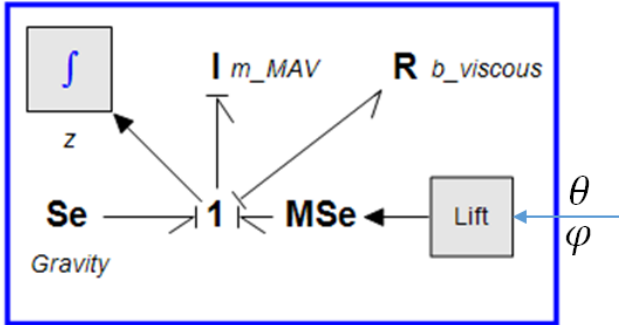 ∫
I m_MAV
R b_viscous
z
Se
1
MSe
Lift
θ
φ
Gravity